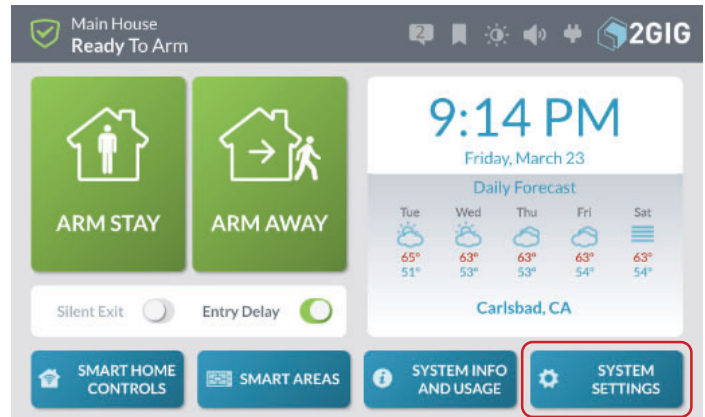 Main House
Ready To Arm
2
2GIG
ARM STAY
ARM AWAY
9:14 PM
Friday, March 23
Daily Forecast
Tue Wed Thu Fri Sat
65° 63° 63° 63° 63°
51° 53° 53° 54° 54°
Carlsbad, CA
Silent Exit
Entry Delay
SMART HOME
CONTROLS
SMART AREAS
SYSTEM INFO
AND USAGE
SYSTEM
SETTINGS